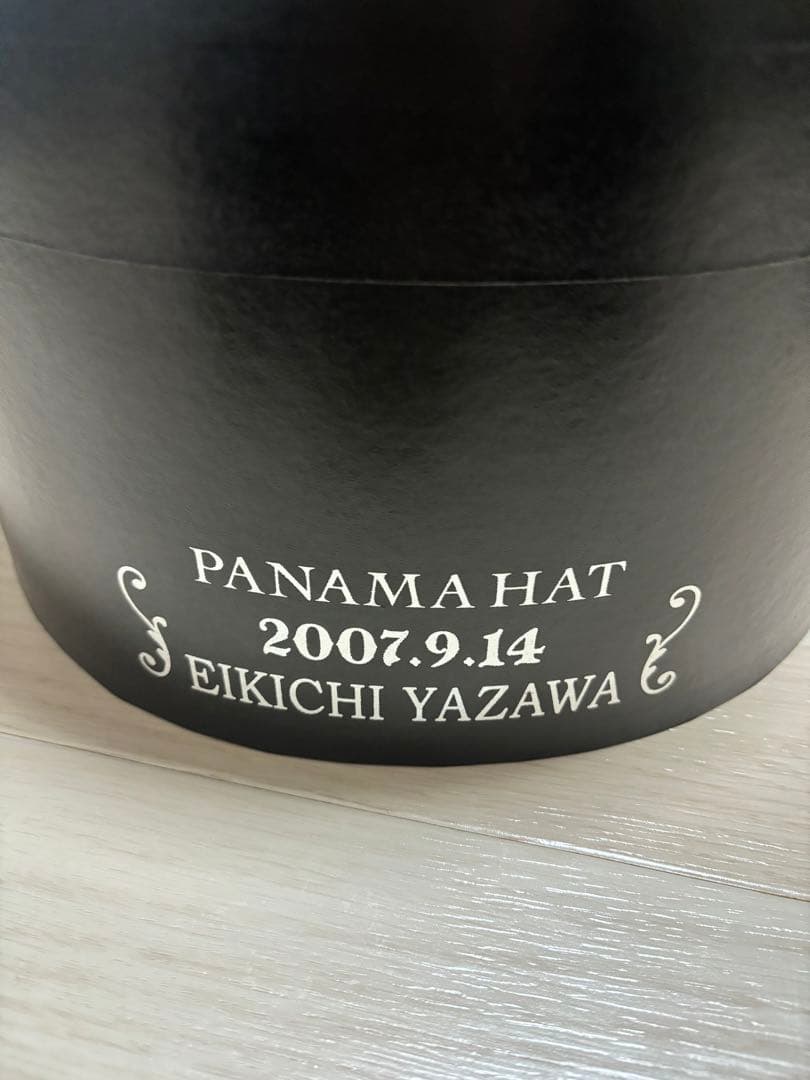 PANAMA HAT
2007.9.14
EIKICHI YAZAWA